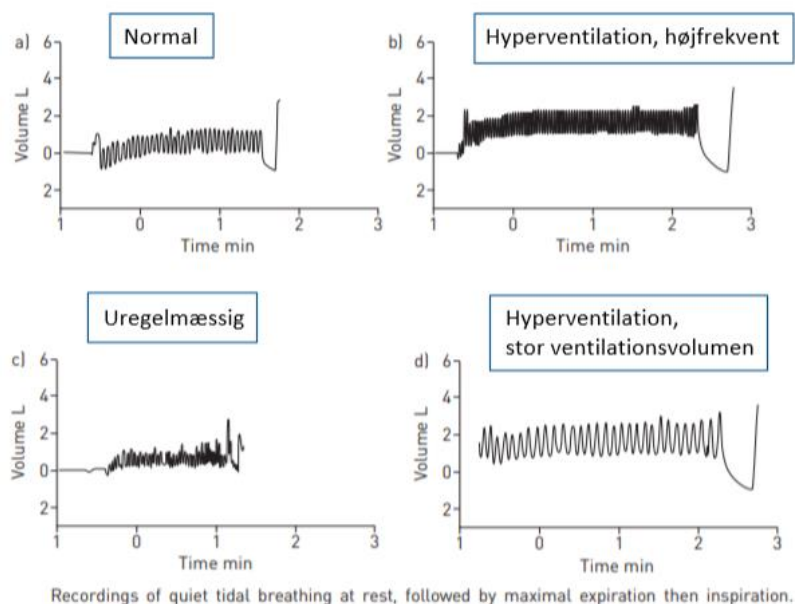 a)
Normal
6
4
2
0
2
Volume L
1
0
1
2
3
Time min
b)
Hyperventilation, højfrekvent
6
4
2
0
2
Volume L
1
0
1
2
3
Time min
c)
Uregelmæssig
6
4
2
0
2
Volume L
1
0
1
2
3
Time min
d)
Hyperventilation,
stor ventilationsvolumen
6
4
2
0
2
Volume L
1
0
1
2
3
Time min
Recordings of quiet tidal breathing at rest, followed by maximal expiration then inspiration.